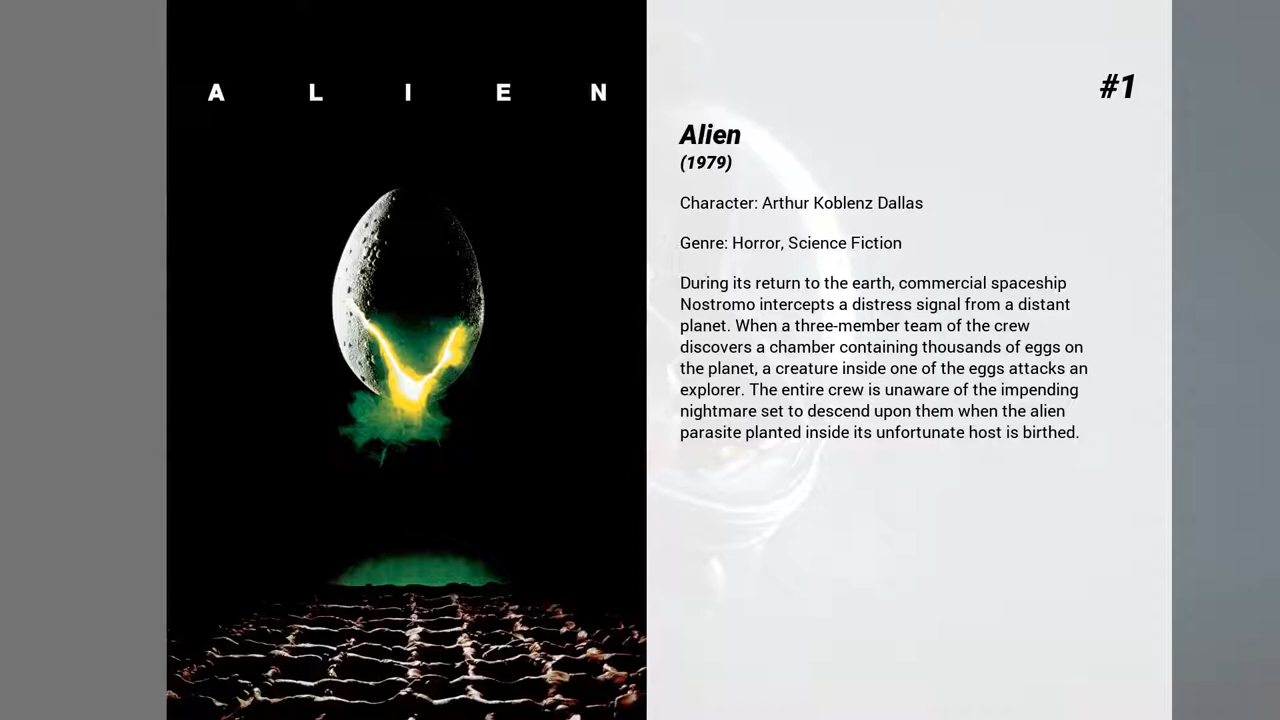 A L I E N
#1
Alien
(1979)
Character: Arthur Koblenz Dallas
Genre: Horror, Science Fiction
During its return to the earth, commercial spaceship
Nostromo intercepts a distress signal from a distant
planet. When a three-member team of the crew
discovers a chamber containing thousands of eggs on
the planet, a creature inside one of the eggs attacks an
explorer. The entire crew is unaware of the impending
nightmare set to descend upon them when the alien
parasite planted inside its unfortunate host is birthed.